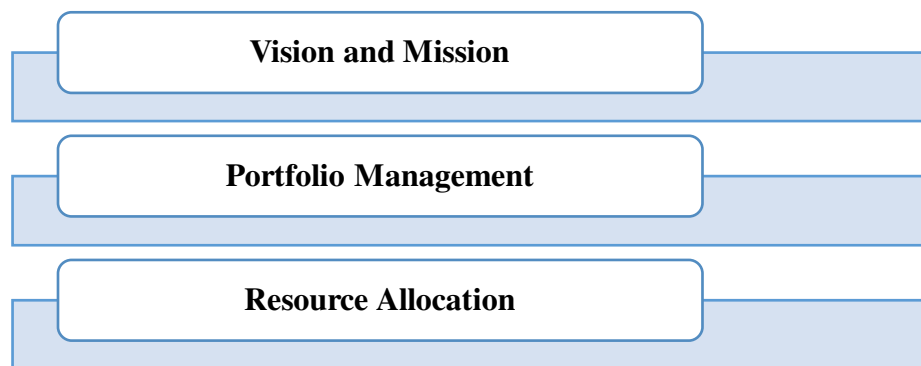 Vision and Mission
Portfolio Management
Resource Allocation